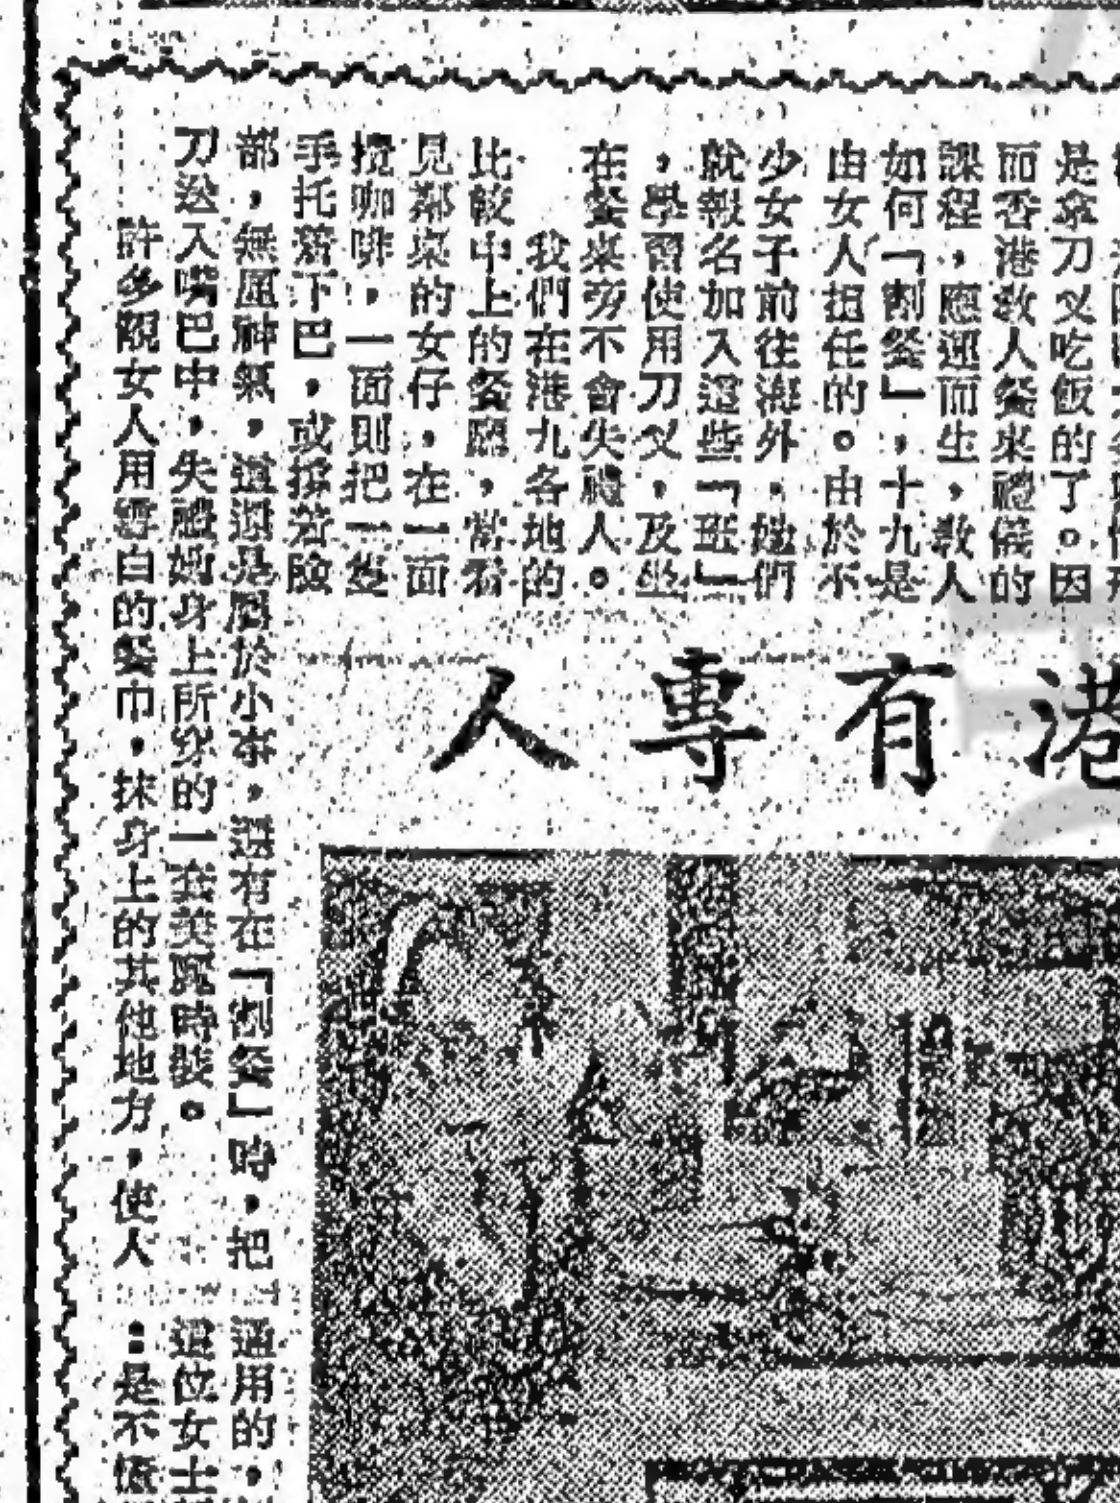 是拿刀叉吃飯的了。因
而香港教人餐桌禮儀的
課程，應運而生，教人
如何「割餐」，十九是
由女人担任的。由於不
少女子前往海外，她們
就報名加入這些「班」
，學習使用刀叉，及坐
在餐桌旁不會失禮人。
我們在港九各地的
比較中上的餐廳，常看
見鄰桌的女仔，在一面
攪咖啡，一面則把一隻
手托着下巴，或撐着臉
部，無風神氣，這還是屬於小事，還有在「割餐」時，把
刀送入嘴巴中，失禮她身上所穿的一套美麗時裝。
許多靚女人用雪白的餐巾，抹身上的其他地方，使人
港有專人
適用的，
這位女士
：是不